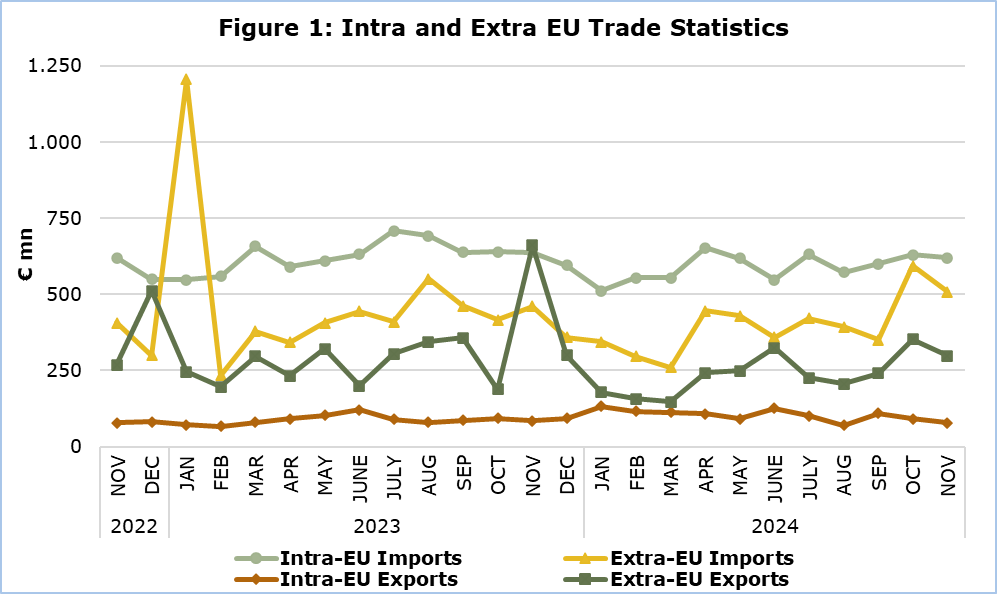 Figure 1: Intra and Extra EU Trade Statistics
1.250
1.000
750
500
250
0
€ mn
NOV DEC JAN FEB MAR APR MAY JUNE JULY AUG SEP OCT NOV DEC JAN FEB MAR APR MAY JUNE JULY AUG SEP OCT NOV
2022 2023 2024
Intra-EU Imports Extra-EU Imports
Intra-EU Exports Extra-EU Exports